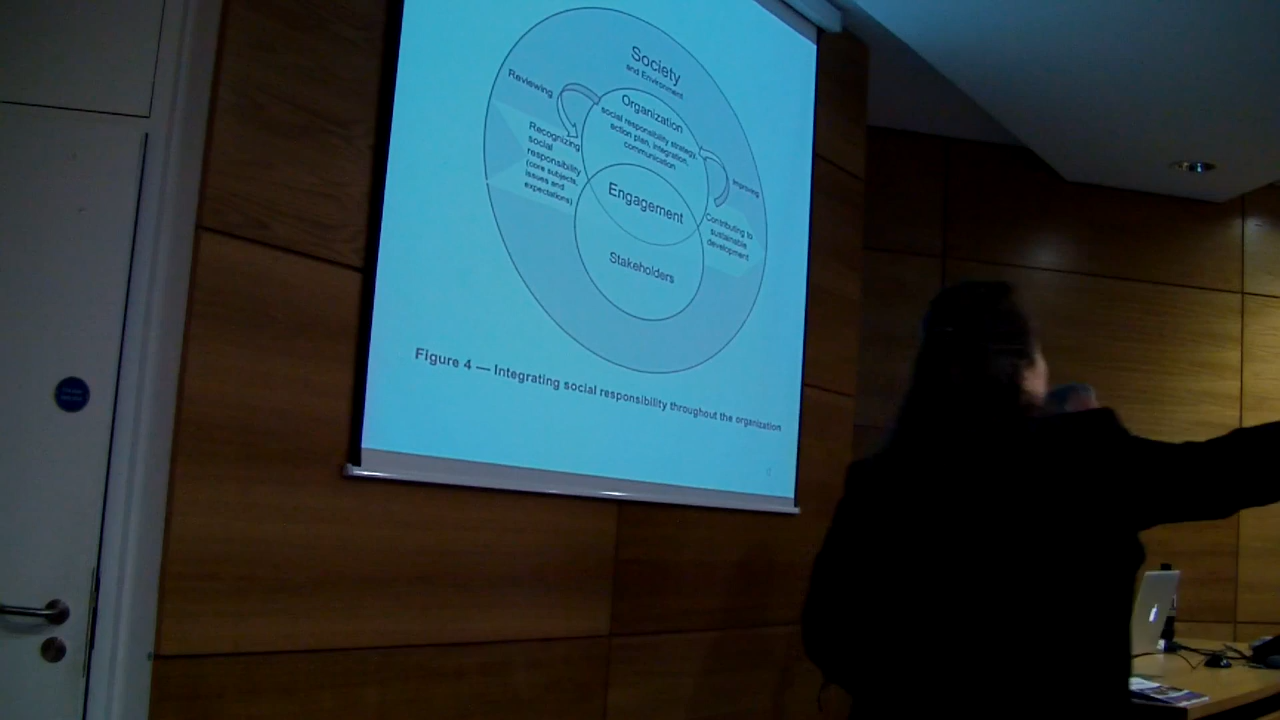 Society
and Environment
Reviewing
Organization
social responsibility strategy,
action plan, integration,
communication
Recognizing
social
responsibility
(core subjects,
issues and
expectations)
Improving
Engagement
Contributing to
sustainable
development
Stakeholders
Figure 4 — Integrating social responsibility throughout the organization